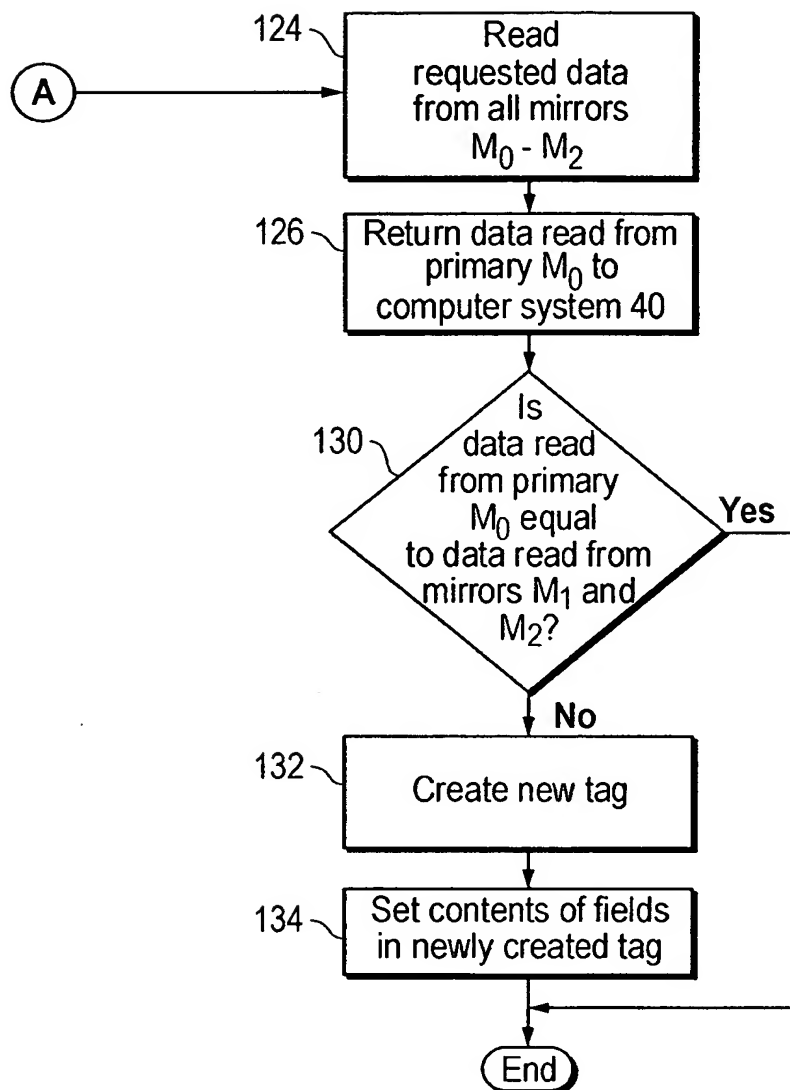 124
Read
requested data
from all mirrors
M0 - M2
A
126
Return data read from
primary M0 to
computer system 40
130
Is
data read
from primary
M0 equal
to data read from
mirrors M1 and
M2?
Yes
No
132
Create new tag
134
Set contents of fields
in newly created tag
End